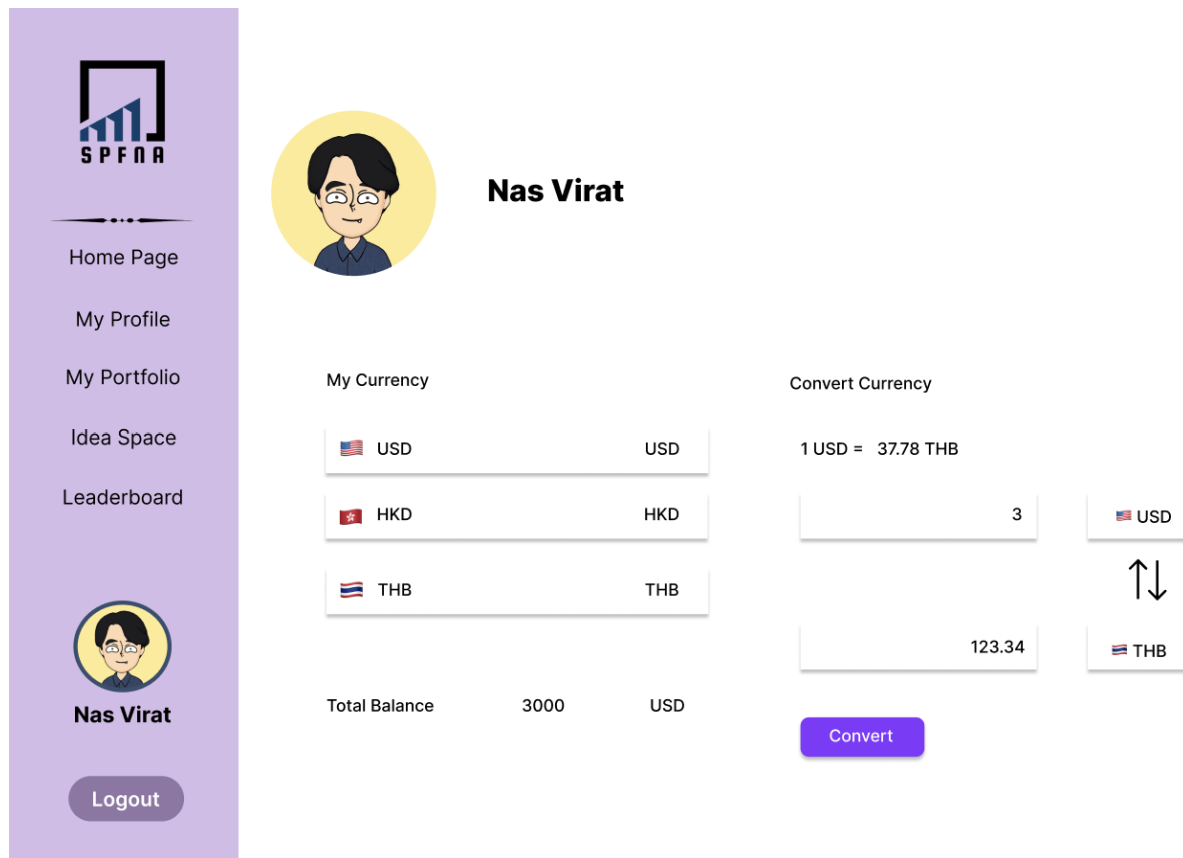 SPFNA
Home Page
My Profile
My Portfolio
Idea Space
Leaderboard
Nas Virat
Logout
Nas Virat
My Currency
USD USD
HKD HKD
THB THB
Total Balance 3000 USD
Convert Currency
1 USD = 37.78 THB
3 USD
123.34 THB
Convert